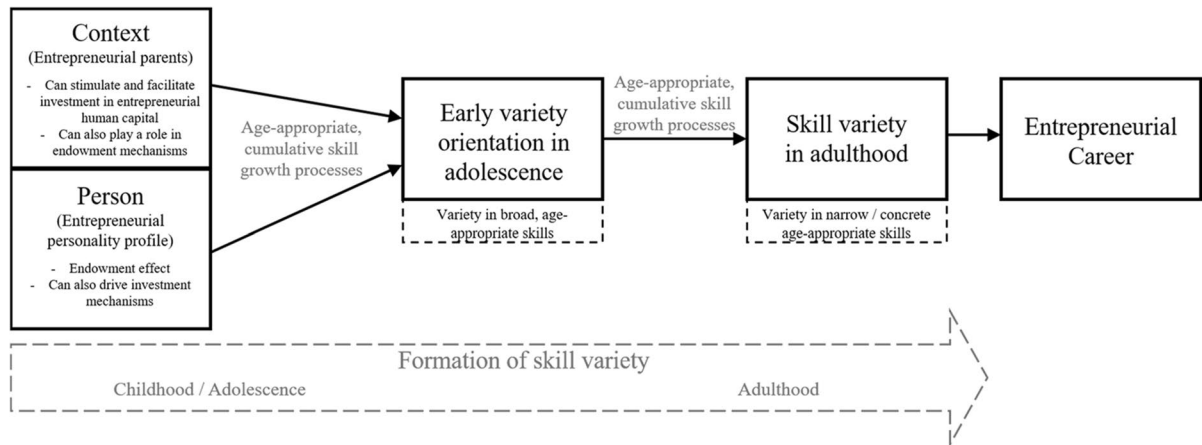 Context
(Entrepreneurial parents)
- Can stimulate and facilitate
investment in entrepreneurial
human capital
- Can also play a role in
endowment mechanisms
Person
(Entrepreneurial
personality profile)
- Endowment effect
- Can also drive investment
mechanisms
Age-appropriate,
cumulative skill
growth processes
Early variety
orientation in
adolescence
Variety in broad, age-
appropriate skills
Age-appropriate,
cumulative skill
growth processes
Skill variety
in adulthood
Variety in narrow / concrete
age-appropriate skills
Entrepreneurial
Career
Formation of skill variety
Childhood / Adolescence
Adulthood